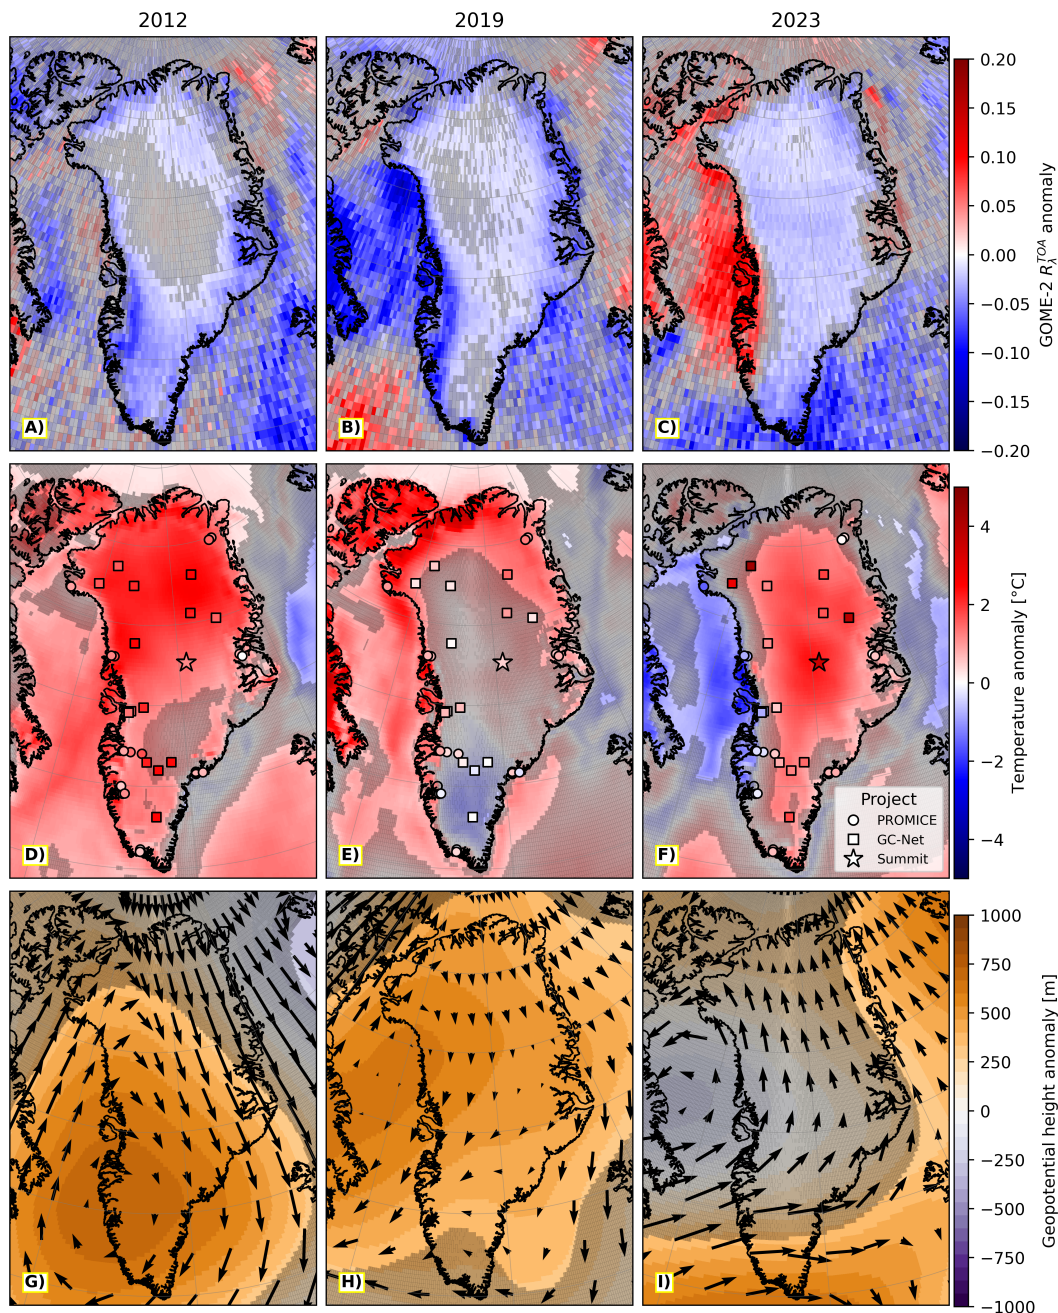 2012 2019 2023
A) B) C)
0.20
0.15
0.10
0.05
0.00
−0.05
−0.10
−0.15
−0.20
GOME-2 R_λ^TOA anomaly
D) E) F)
Project
PROMICE
GC-Net
Summit
4
2
0
−2
−4
Temperature anomaly [°C]
G) H) I)
1000
750
500
250
0
−250
−500
−750
−1000
Geopotential height anomaly [m]